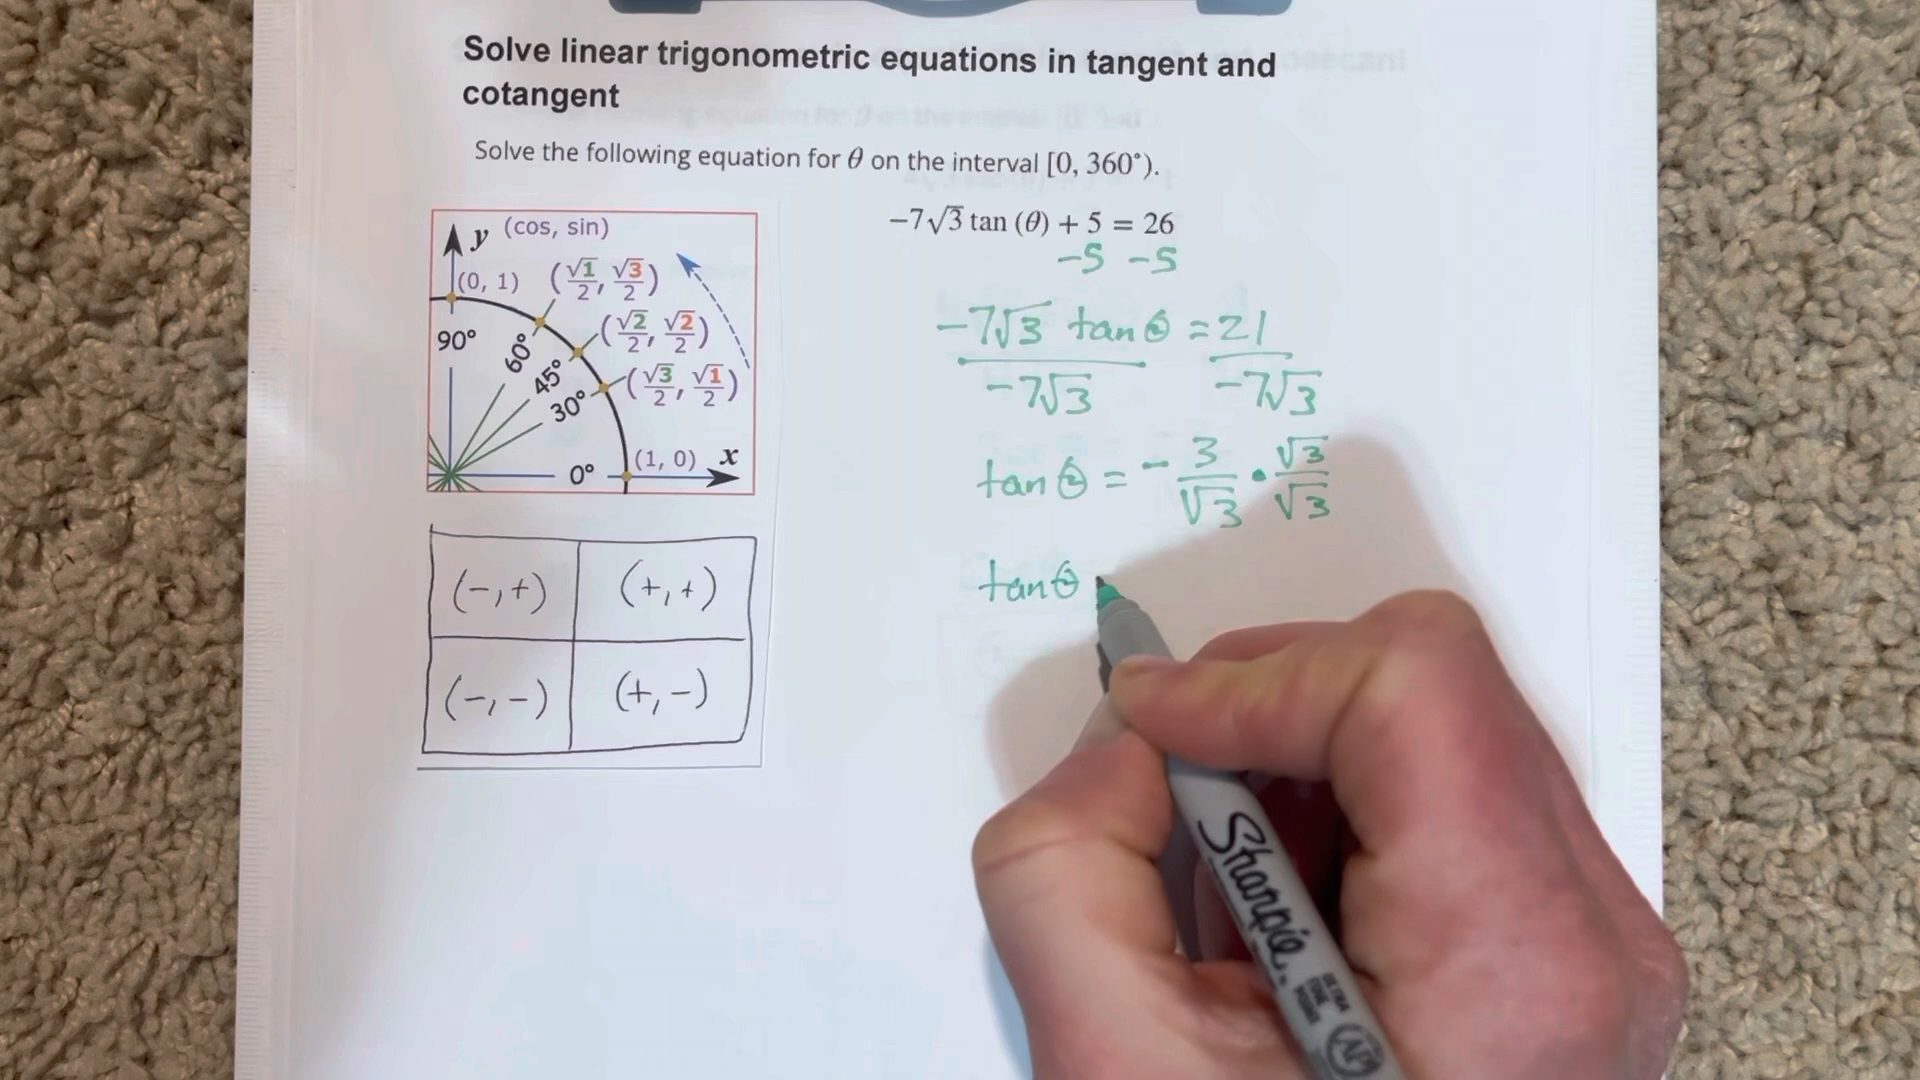 Solve linear trigonometric equations in tangent and
cotangent
Solve the following equation for θ on the interval [0, 360°).
−7√3 tan (θ) + 5 = 26
-5 -5
-7√3 tan θ = 21
-7√3 -7√3
tan θ = - 3/√3 • √3/√3
tan θ
y (cos, sin)
(0, 1) (√1/2, √3/2)
(√2/2, √2/2)
(√3/2, √1/2)
90° 60° 45° 30°
0° (1, 0) x
(-,+) (+,+)
(-,-) (+,-)
Sharpie.